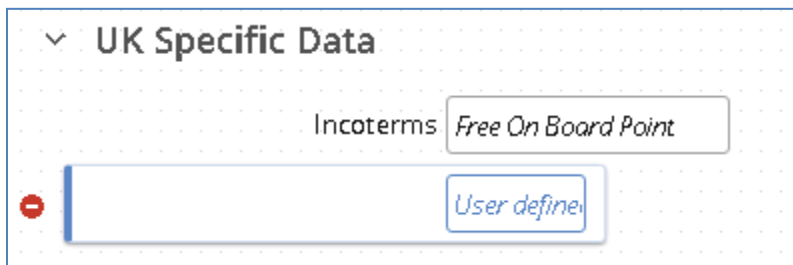 UK Specific Data
Incoterms Free On Board Point
User define